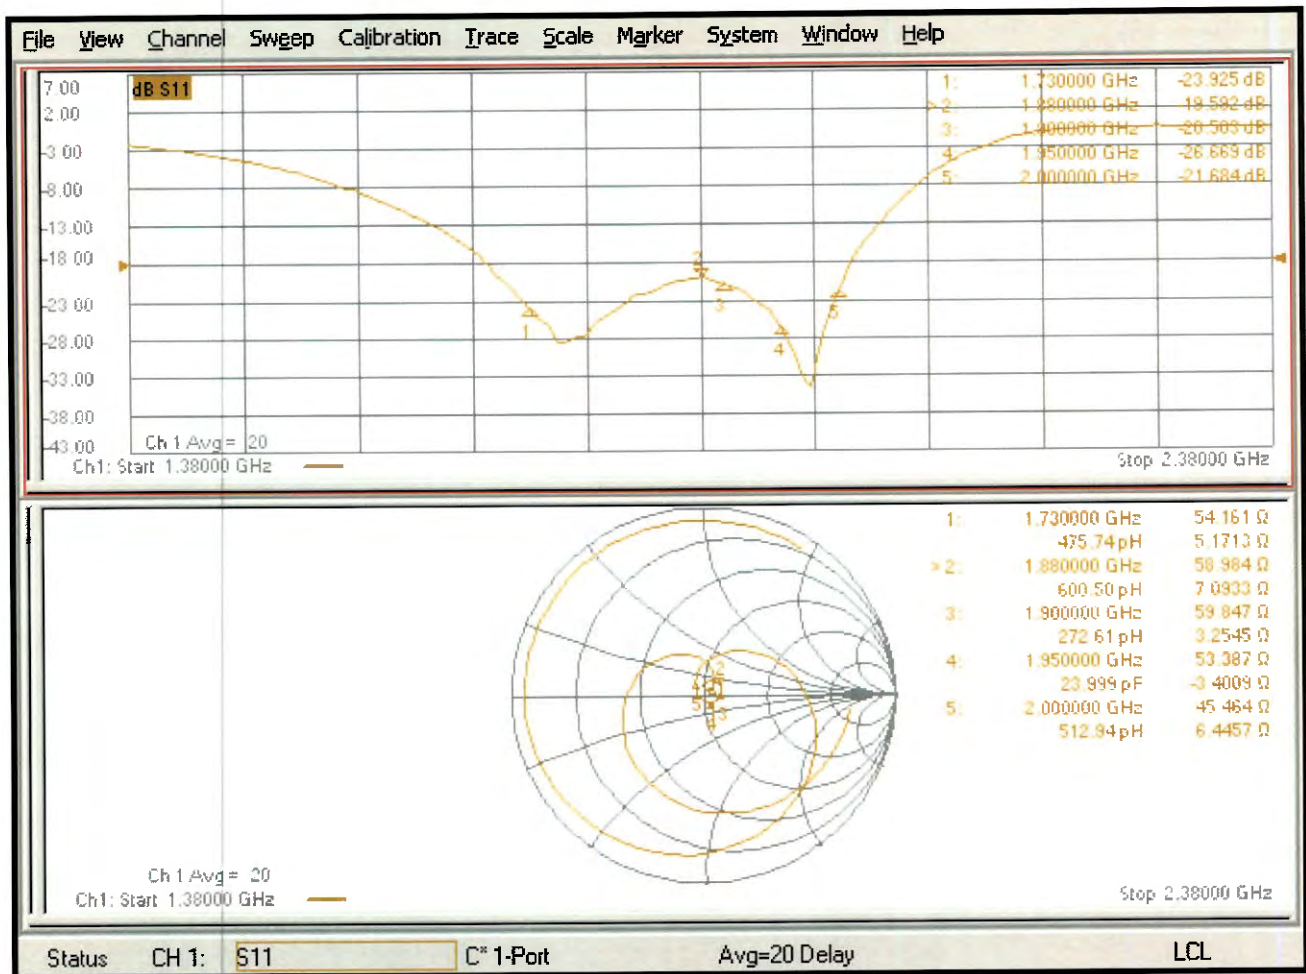 File View Channel Sweep Calibration Trace Scale Marker System Window Help
7.00
2.00
-3.00
-8.00
-13.00
-18.00
-23.00
-28.00
-33.00
-38.00
-43.00
dB S11
1: 1.730000 GHz -23.925 dB
>2: 1.880000 GHz -19.592 dB
3: 1.900000 GHz -20.503 dB
4: 1.950000 GHz -26.669 dB
5: 2.000000 GHz -21.684 dB
1
2
3
4
5
Ch 1 Avg = 20
Ch1: Start 1.38000 GHz
Stop 2.38000 GHz
1: 1.730000 GHz 54.161 Ω
475.74 pH 5.1713 Ω
>2: 1.880000 GHz 58.984 Ω
600.50 pH 7.0933 Ω
3: 1.900000 GHz 59.847 Ω
272.61 pH 3.2545 Ω
4: 1.950000 GHz 53.387 Ω
23.999 pF -3.4009 Ω
5: 2.000000 GHz 45.464 Ω
512.94 pH 6.4457 Ω
2
5
3
4
Ch 1 Avg = 20
Ch1: Start 1.38000 GHz
Stop 2.38000 GHz
Status CH 1: S11 C* 1-Port Avg=20 Delay LCL